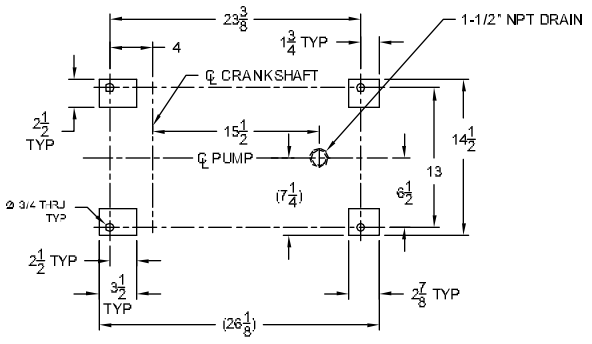 23 3/8
1-1/2" NPT DRAIN
4
1 3/4 TYP
℄ CRANKSHAFT
2 1/2
TYP
15 1/2
14 1/2
℄ PUMP
13
(7 1/4)
6 1/2
Ø 3/4 THRU
TYP
2 1/2 TYP
3 1/2
TYP
2 7/8 TYP
(26 1/8)